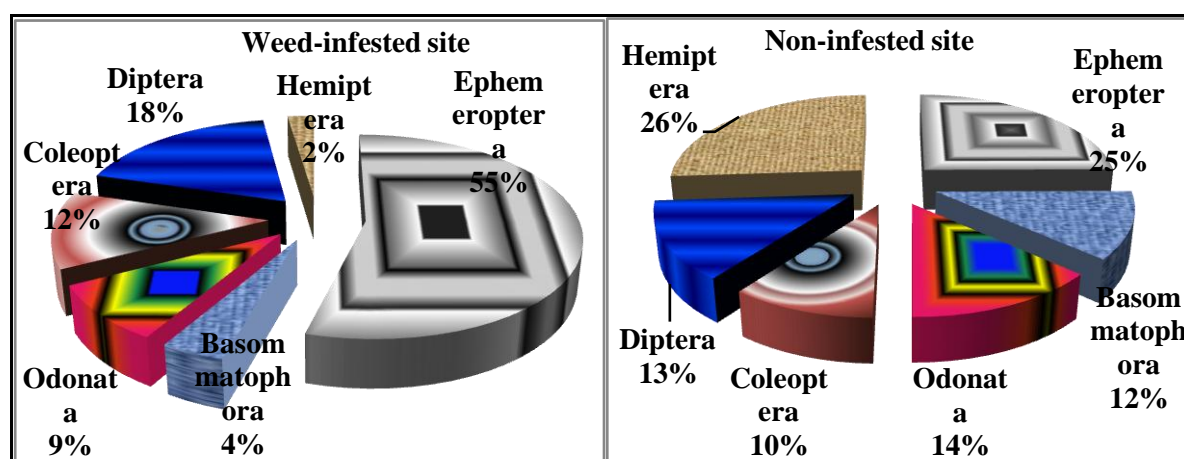 Weed-infested site
Diptera
18%
Hemipt
era
2%
Ephem
eropter
a
55%
Coleopt
era
12%
Odonat
a
9%
Basom
matoph
ora
4%
Non-infested site
Hemipt
era
26%
Ephem
eropter
a
25%
Diptera
13%
Coleopt
era
10%
Odonat
a
14%
Basom
matoph
ora
12%